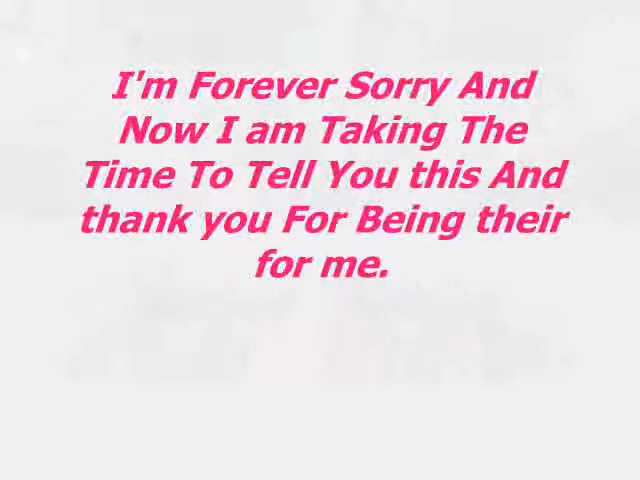 I'm Forever Sorry And
Now I am Taking The
Time To Tell You this And
thank you For Being their
for me.